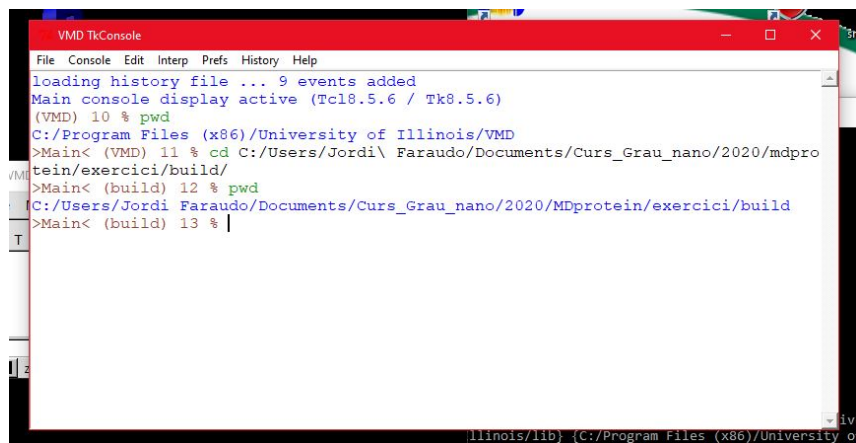 VMD TkConsole
File Console Edit Interp Prefs History Help
loading history file ... 9 events added
Main console display active (Tcl8.5.6 / Tk8.5.6)
(VMD) 10 % pwd
C:/Program Files (x86)/University of Illinois/VMD
>Main< (VMD) 11 % cd C:/Users/Jordi\ Faraudo/Documents/Curs_Grau_nano/2020/mdpro
tein/exercici/build/
>Main< (build) 12 % pwd
C:/Users/Jordi Faraudo/Documents/Curs_Grau_nano/2020/MDprotein/exercici/build
>Main< (build) 13 %
T
llinois/lib} {C:/Program Files (x86)/University o